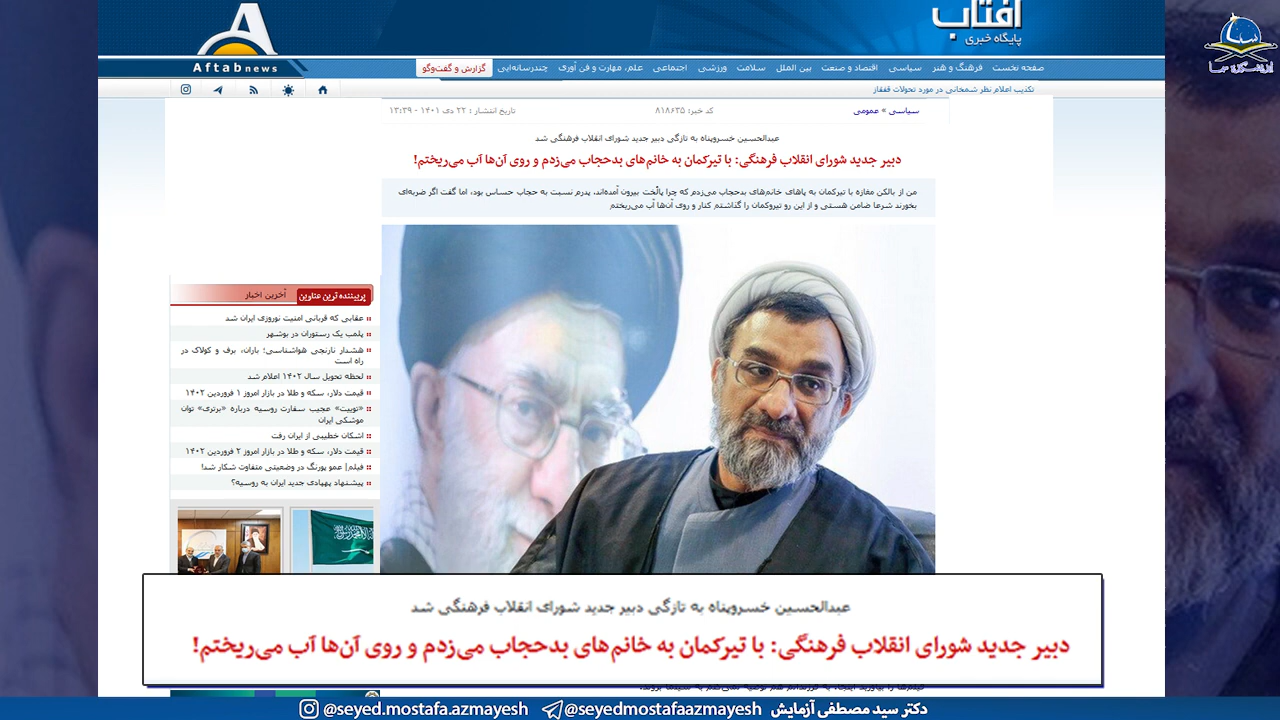 آفتاب
پایگاه خبری
Aftabnews
صفحه نخست فرهنگ و هنر سیاسی اقتصاد و صنعت بین الملل سلامت ورزشی اجتماعی علم، مهارت و فن آوری چندرسانه‌ایی گزارش و گفت‌وگو
تکذیب اعلام نظر شمخانی در مورد تحولات قفقاز
سیاسی » عمومی
کد خبر: ۸۱۸۶۳۵
تاریخ انتشار : ۲۲ دی ۱۴۰۱ - ۱۳:۳۹
عبدالحسین خسروپناه به تازگی دبیر جدید شورای انقلاب فرهنگی شد
دبیر جدید شورای انقلاب فرهنگی: با تیرکمان به خانم‌های بدحجاب می‌زدم و روی آن‌ها آب می‌ریختم!
من از بالکن مغازه با تیرکمان به پاهای خانم‌های بدحجاب می‌زدم که چرا پالُخت بیرون آمده‌اند، پدرم نسبت به حجاب حساس بود، اما گفت اگر ضربه‌ای
بخورند شرعا ضامن هستی و از این رو تیروکمان را گذاشتم کنار و روی آن‌ها آب می‌ریختم
پربیننده ترین عناوین
آخرین اخبار
عقابی که قربانی امنیت نوروزی ایران شد
پلمب یک رستوران در بوشهر
هشدار نارنجی هواشناسی؛ باران، برف و کولاک در
راه است
لحظه تحویل سال ۱۴۰۲ اعلام شد
قیمت دلار، سکه و طلا در بازار امروز ۱ فروردین ۱۴۰۲
«توییت» عجیب سفارت روسیه درباره «برتری» توان
موشکی ایران
اشکان خطیبی از ایران رفت
قیمت دلار، سکه و طلا در بازار امروز ۲ فروردین ۱۴۰۲
فیلم| عمو پورنگ در وضعیتی متفاوت شکار شد!
پیشنهاد پهپادی جدید ایران به روسیه؟
عبدالحسین خسروپناه به تازگی دبیر جدید شورای انقلاب فرهنگی شد
دبیر جدید شورای انقلاب فرهنگی: با تیرکمان به خانم‌های بدحجاب می‌زدم و روی آن‌ها آب می‌ریختم!
دکتر سید مصطفی آزمایش @seyedmostafaazmayesh @seyed.mostafa.azmayesh